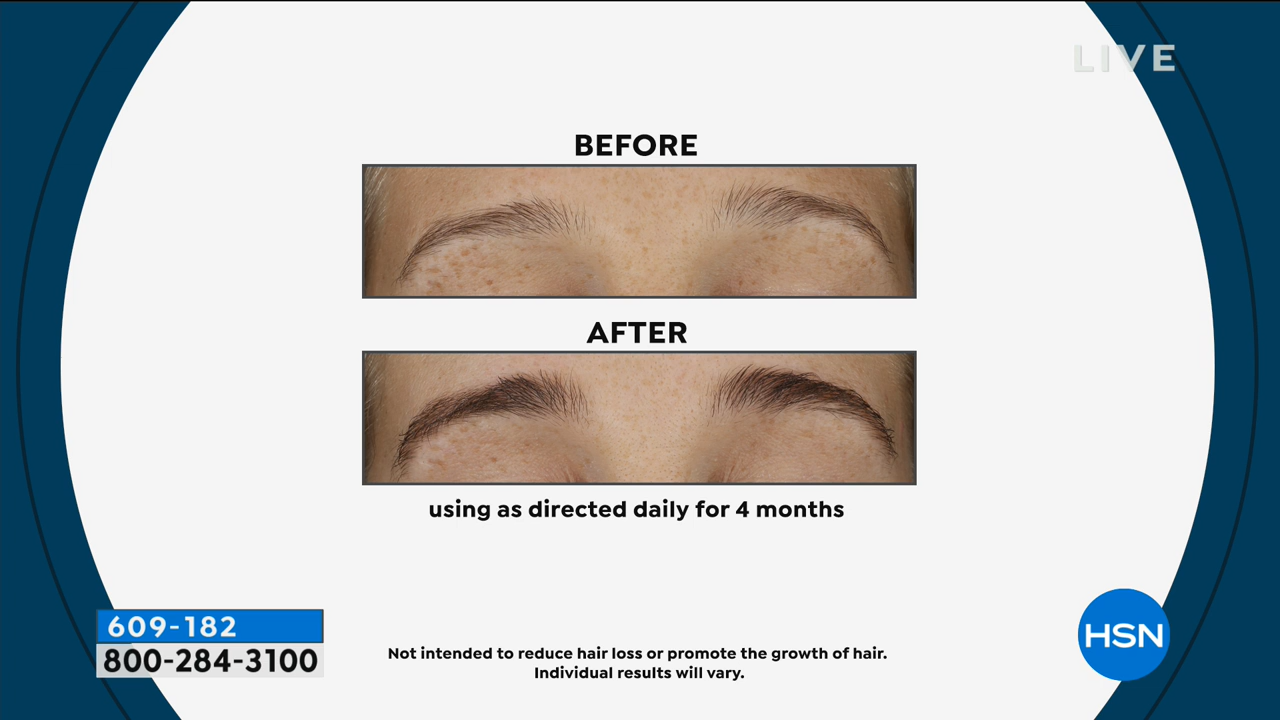 LIVE
BEFORE
AFTER
using as directed daily for 4 months
609-182
800-284-3100
Not intended to reduce hair loss or promote the growth of hair.
Individual results will vary.
HSN